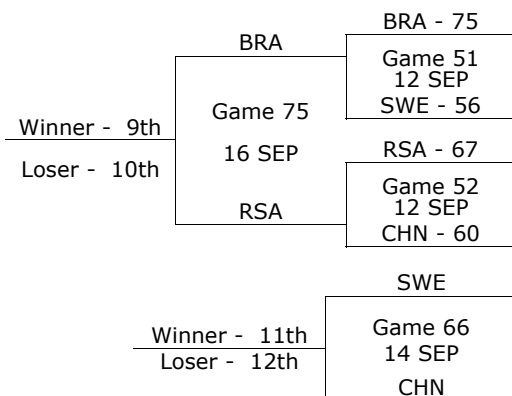 BRA - 75
BRA
Game 51
12 SEP
SWE - 56
Game 75
16 SEP
Winner - 9th
Loser - 10th
RSA - 67
Game 52
12 SEP
RSA
CHN - 60
SWE
Game 66
14 SEP
Winner - 11th
Loser - 12th
CHN